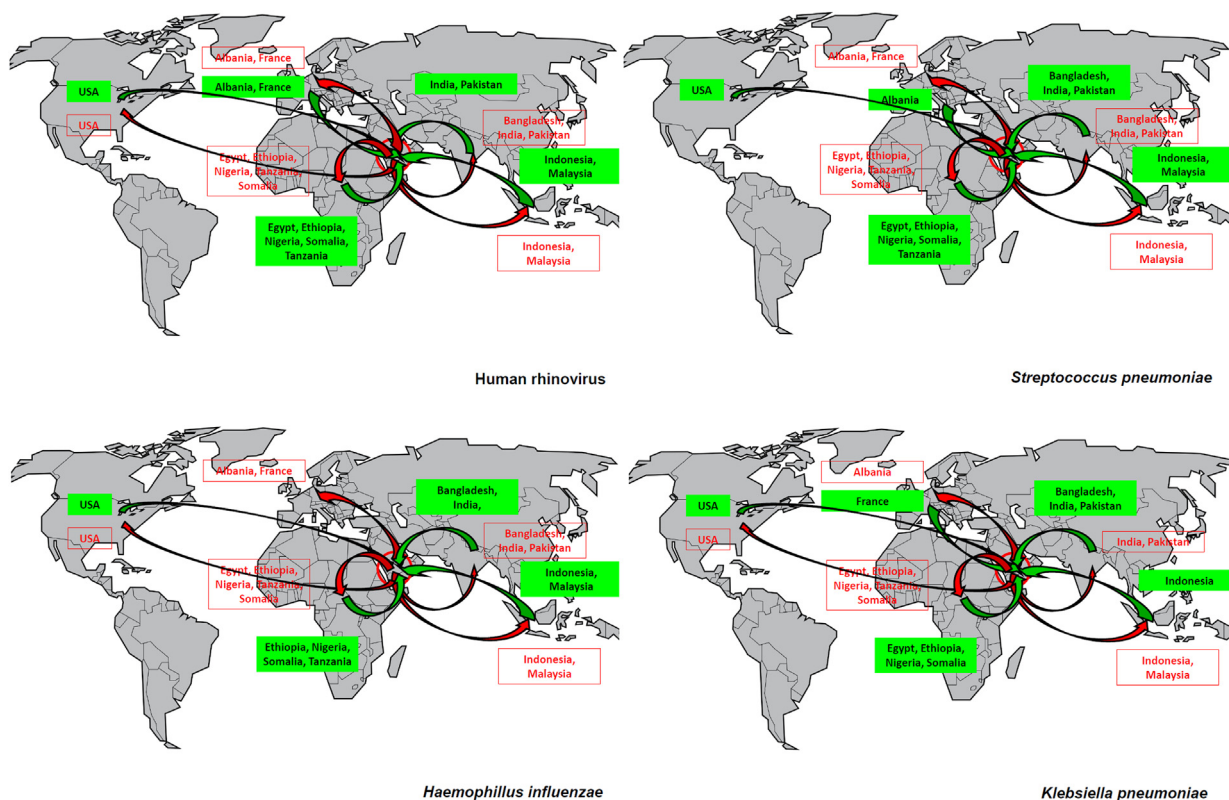 Albania, France
USA
Albania, France
India, Pakistan
USA
Bangladesh,
India, Pakistan
Egypt, Ethiopia,
Nigeria, Tanzania,
Somalia
Indonesia,
Malaysia
Egypt, Ethiopia,
Nigeria, Somalia,
Tanzania
Indonesia,
Malaysia
Human rhinovirus
Albania, France
USA
Albania
Bangladesh,
India, Pakistan
Bangladesh,
India, Pakistan
Egypt, Ethiopia,
Nigeria, Tanzania,
Somalia
Indonesia,
Malaysia
Egypt, Ethiopia,
Nigeria, Somalia,
Tanzania
Indonesia,
Malaysia
Streptococcus pneumoniae
Albania, France
USA
Bangladesh,
India,
USA
Bangladesh,
India, Pakistan
Egypt, Ethiopia,
Nigeria, Tanzania,
Somalia
Indonesia,
Malaysia
Ethiopia, Nigeria,
Somalia, Tanzania
Indonesia,
Malaysia
Haemophillus influenzae
Albania
USA
France
Bangladesh,
India, Pakistan
USA
India, Pakistan
Egypt, Ethiopia,
Nigeria, Tanzania,
Somalia
Indonesia
Egypt, Ethiopia,
Nigeria, Somalia
Indonesia,
Malaysia
Klebsiella pneumoniae